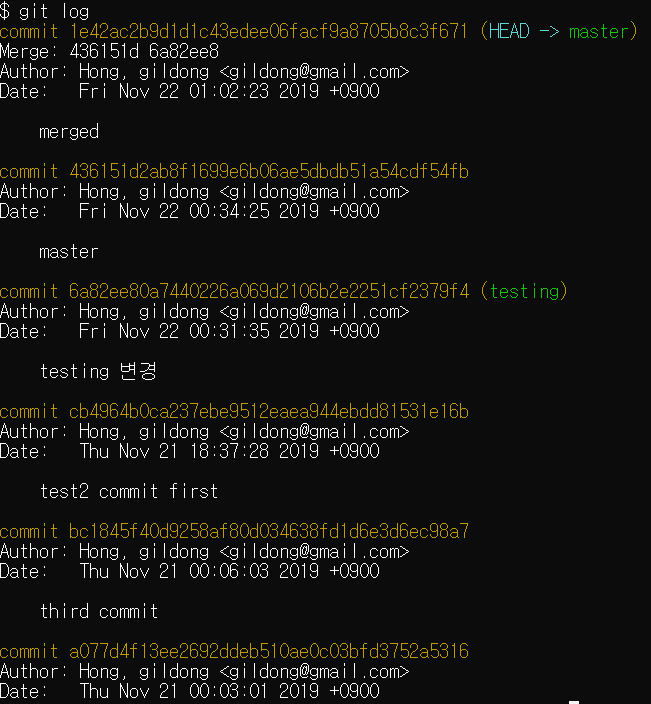 $ git log
commit 1e42ac2b9d1d1c43edee06facf9a8705b8c3f671 (HEAD -> master)
Merge: 436151d 6a82ee8
Author: Hong, gildong <gildong@gmail.com>
Date:   Fri Nov 22 01:02:23 2019 +0900
merged
commit 436151d2ab8f1699e6b06ae5dbdb51a54cdf54fb
Author: Hong, gildong <gildong@gmail.com>
Date:   Fri Nov 22 00:34:25 2019 +0900
master
commit 6a82ee80a7440226a069d2106b2e2251cf2379f4 (testing)
Author: Hong, gildong <gildong@gmail.com>
Date:   Fri Nov 22 00:31:35 2019 +0900
testing 변경
commit cb4964b0ca237ebe9512eaea944ebdd81531e16b
Author: Hong, gildong <gildong@gmail.com>
Date:   Thu Nov 21 18:37:28 2019 +0900
test2 commit first
commit bc1845f40d9258af80d034638fd1d6e3d6ec98a7
Author: Hong, gildong <gildong@gmail.com>
Date:   Thu Nov 21 00:06:03 2019 +0900
third commit
commit a077d4f13ee2692ddeb510ae0c03bfd3752a5316
Author: Hong, gildong <gildong@gmail.com>
Date:   Thu Nov 21 00:03:01 2019 +0900